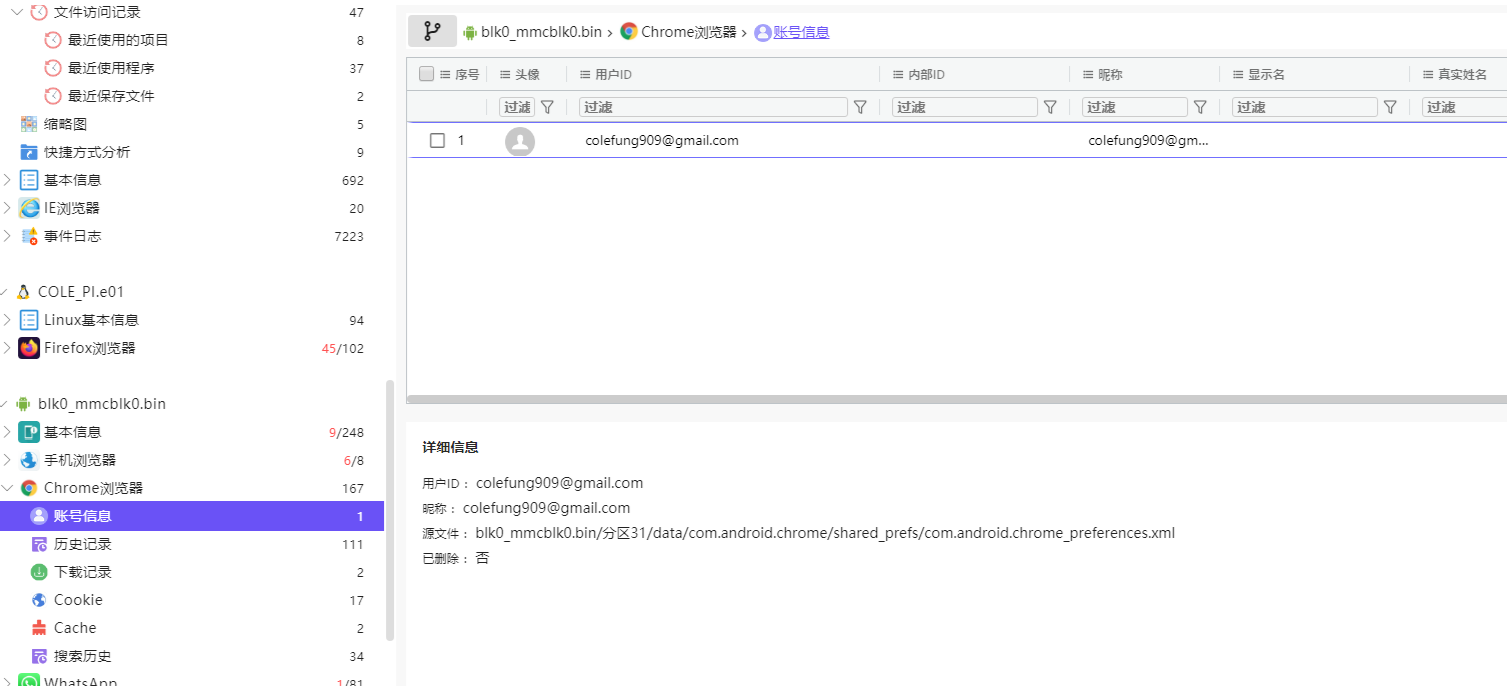 文件访问记录 47
最近使用的项目 8
最近使用程序 37
最近保存文件 2
缩略图 5
快捷方式分析 9
基本信息 692
IE浏览器 20
事件日志 7223
COLE_PI.e01
Linux基本信息 94
Firefox浏览器 45/102
blk0_mmcblk0.bin
基本信息 9/248
手机浏览器 6/8
Chrome浏览器 167
账号信息 1
历史记录 111
下载记录 2
Cookie 17
Cache 2
搜索历史 34
WhatsApp 1/81
blk0_mmcblk0.bin › Chrome浏览器 › 账号信息
序号 头像 用户ID 内部ID 昵称 显示名 真实姓名
过滤 过滤 过滤 过滤 过滤 过滤
1 colefung909@gmail.com colefung909@gm...
详细信息
用户ID： colefung909@gmail.com
昵称： colefung909@gmail.com
源文件： blk0_mmcblk0.bin/分区31/data/com.android.chrome/shared_prefs/com.android.chrome_preferences.xml
已删除： 否